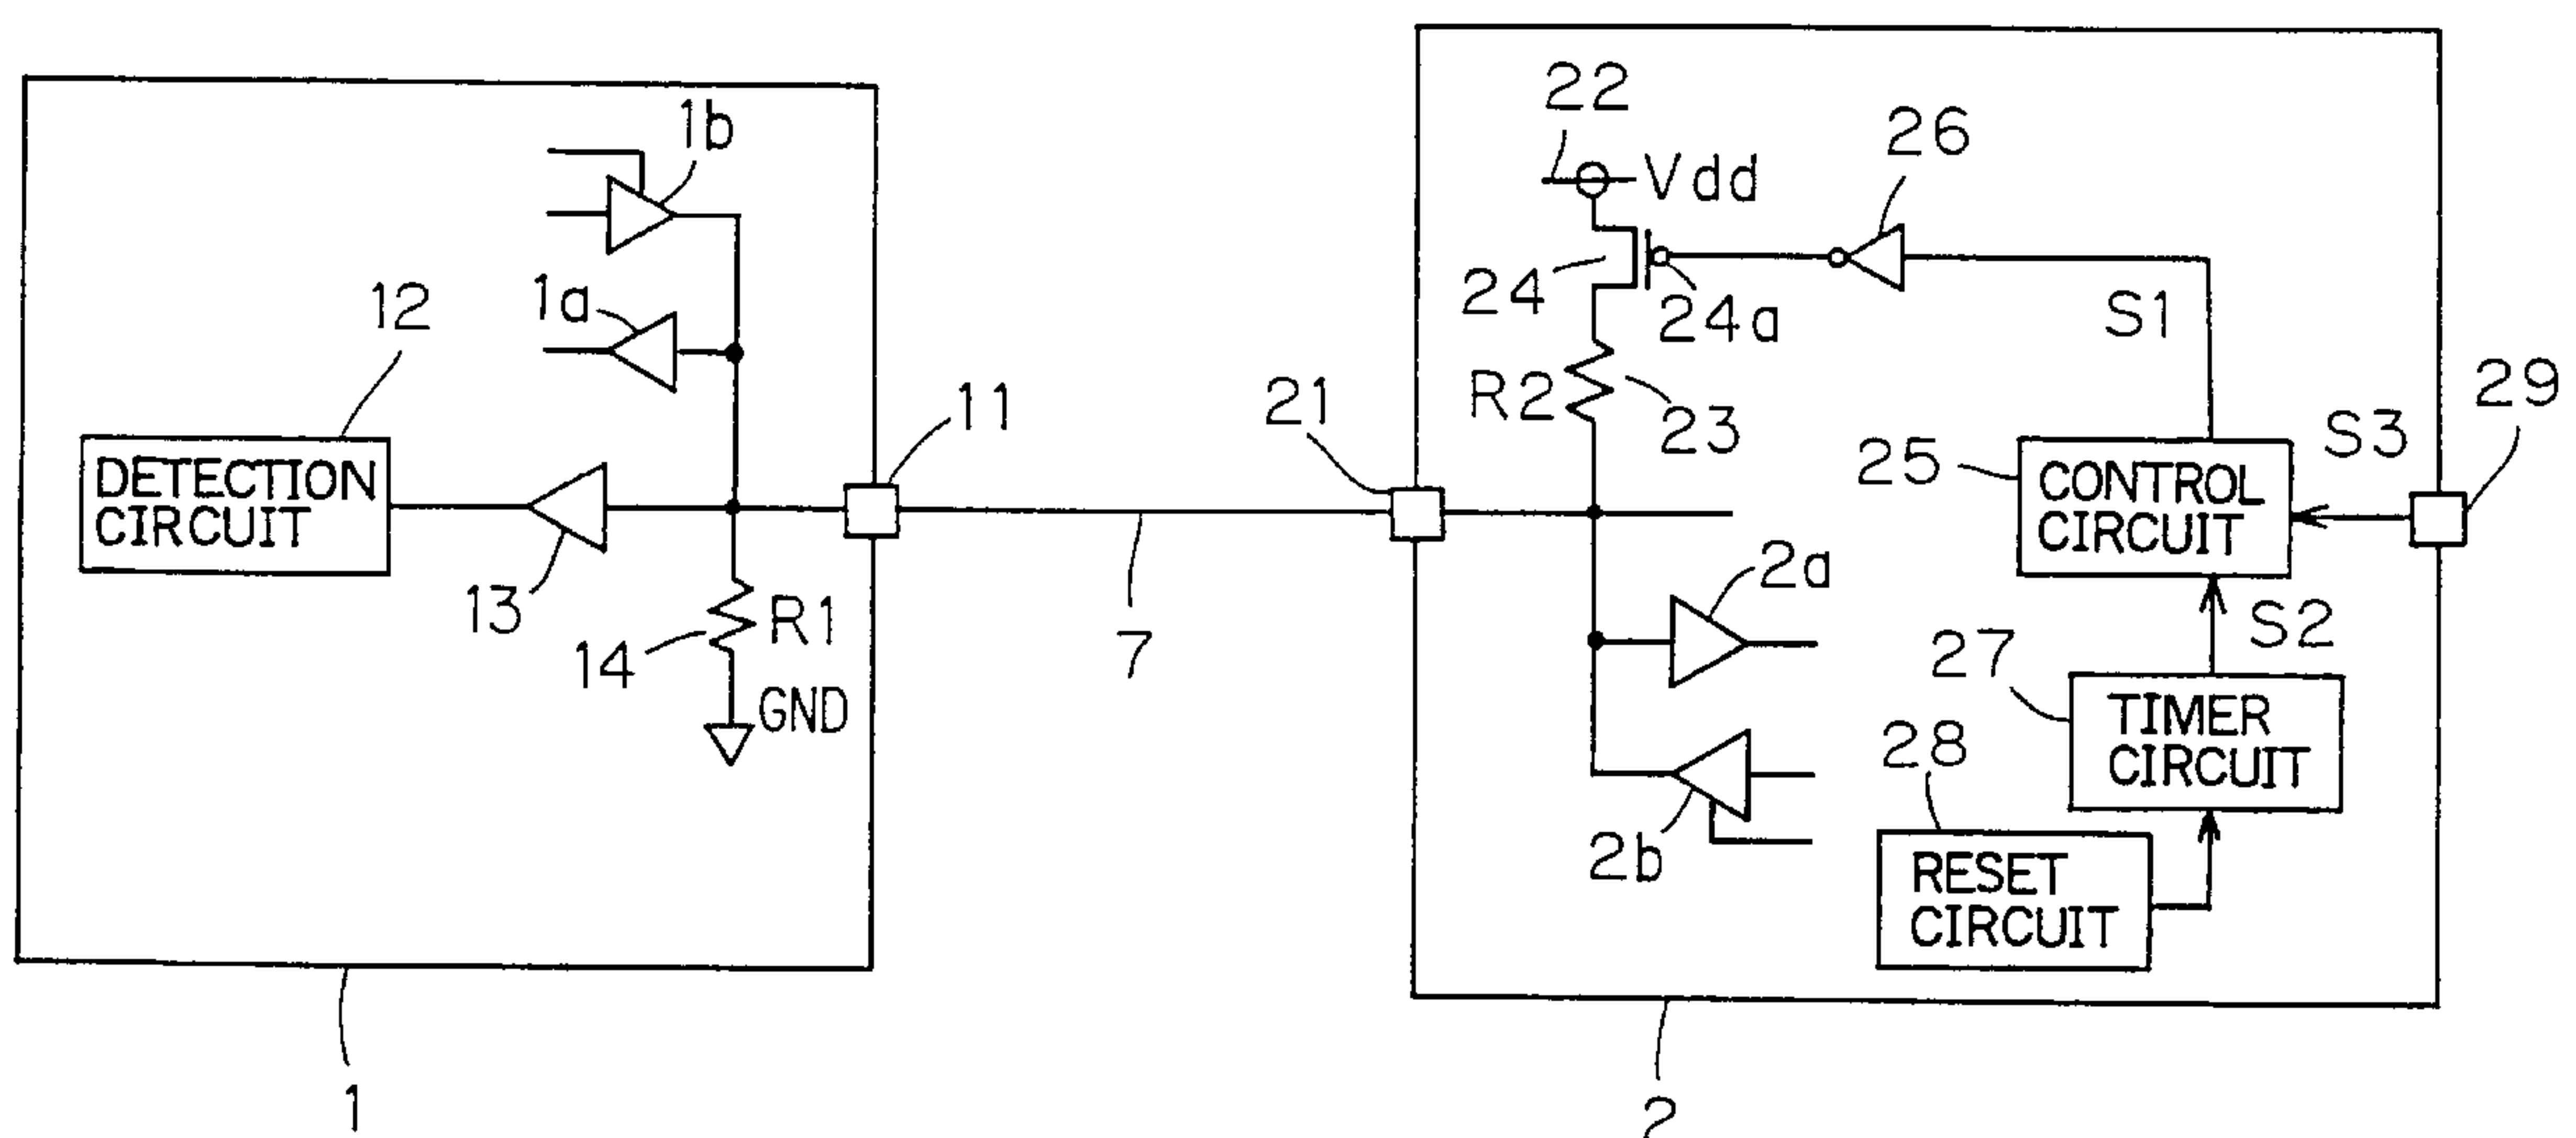 22
1b
26
Vdd
12
1a
24
24a
S1
11
21
R2
23
29
S3
25
DETECTION
CIRCUIT
CONTROL
CIRCUIT
13
2a
R1
14
7
S2
27
GND
TIMER
CIRCUIT
28
2b
RESET
CIRCUIT
1
2